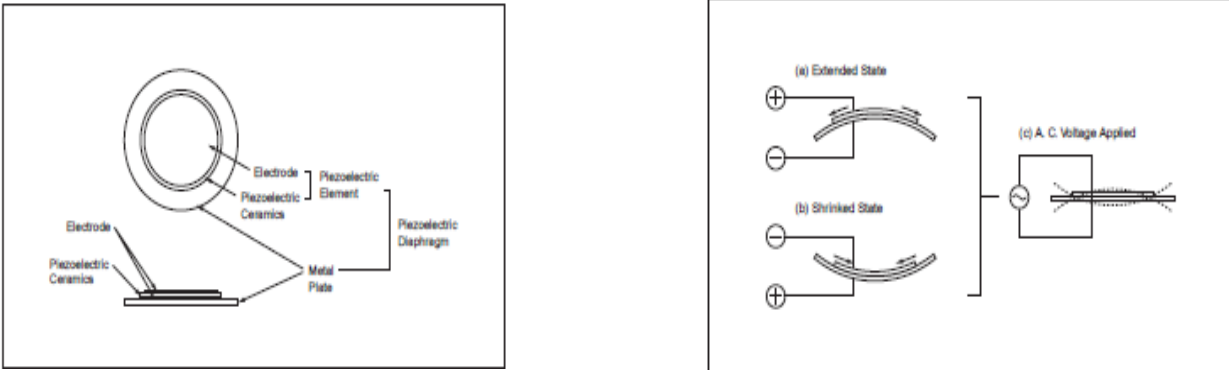 Electrode
Piezoelectric
Ceramics
Piezoelectric
Element
Piezoelectric
Diaphragm
Electrode
Piezoelectric
Ceramics
Metal
Plate
(a) Extended State
+
−
(b) Shrinked State
−
+
(c) A. C. Voltage Applied